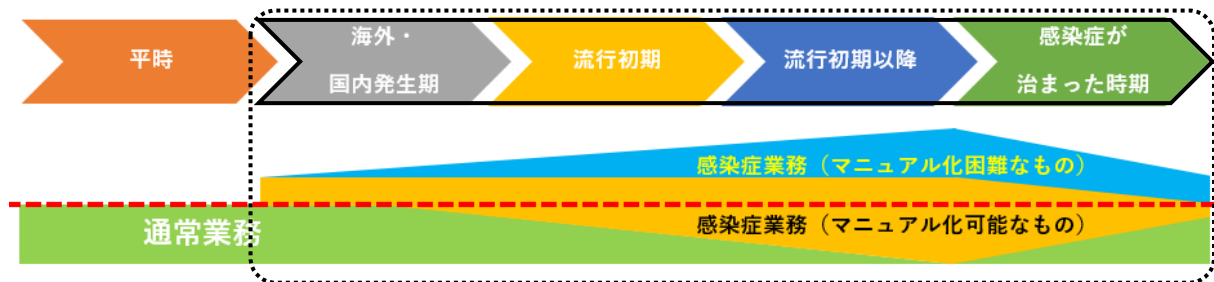 平時
海外・
国内発生期
流行初期
流行初期以降
感染症が
治まった時期
感染症業務（マニュアル化困難なもの）
通常業務
感染症業務（マニュアル化可能なもの）